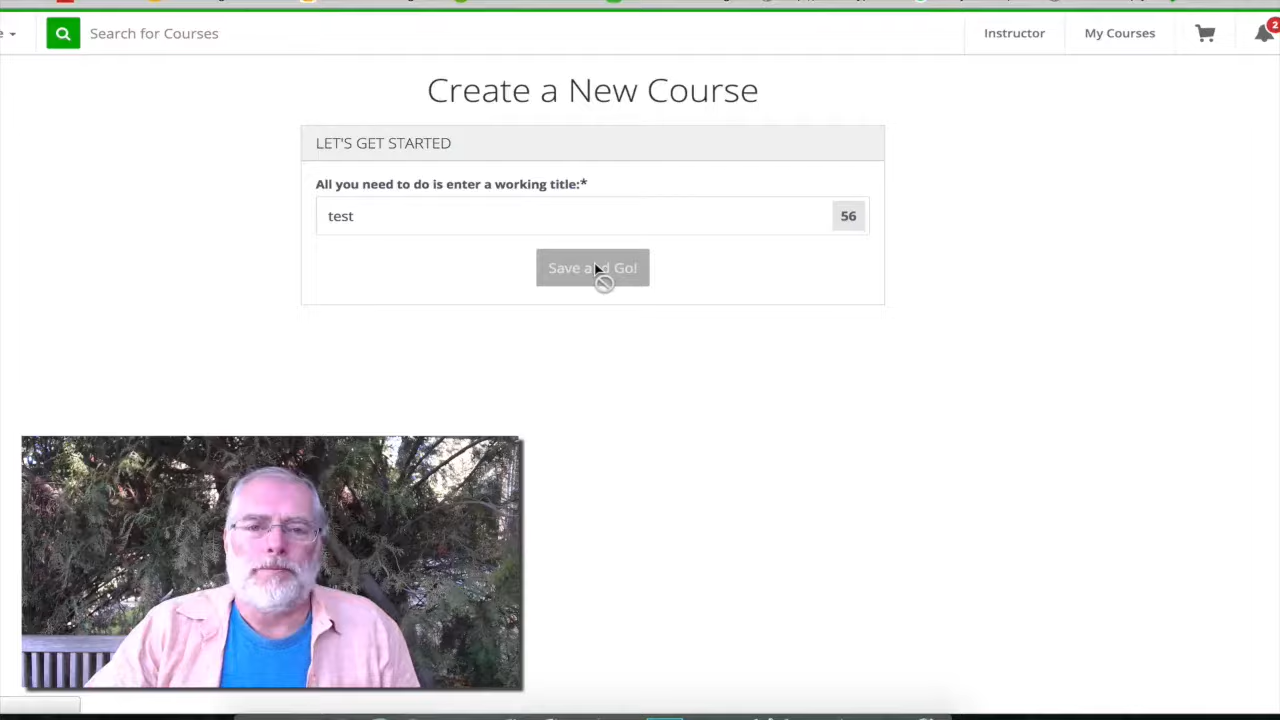 e
Search for Courses
Instructor
My Courses
2
Create a New Course
LET'S GET STARTED
All you need to do is enter a working title:*
test
56
Save and Go!